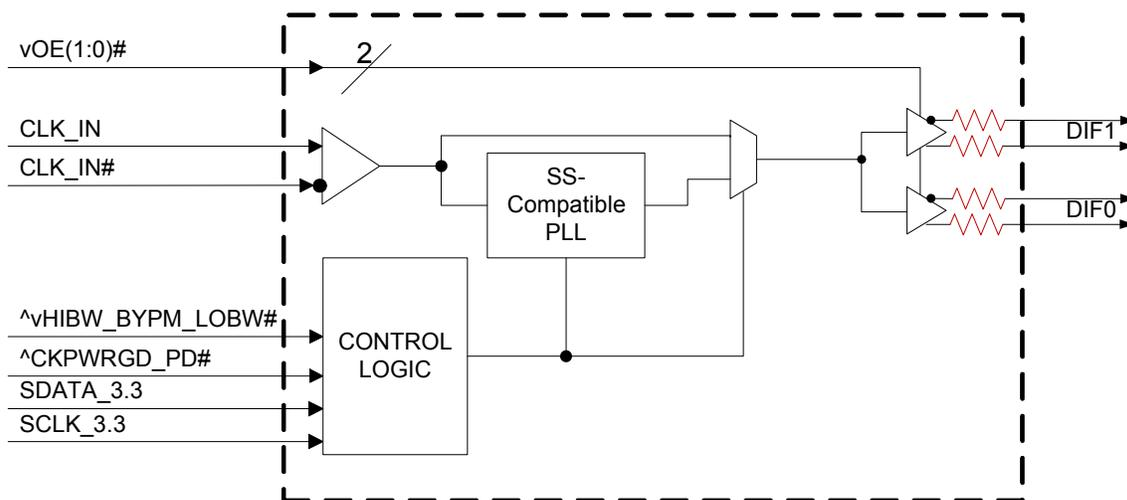 vOE(1:0)#
2
CLK_IN
CLK_IN#
DIF1
SS-
Compatible
PLL
DIF0
^vHIBW_BYPM_LOBW#
^CKPWRGD_PD#
SDATA_3.3
SCLK_3.3
CONTROL
LOGIC